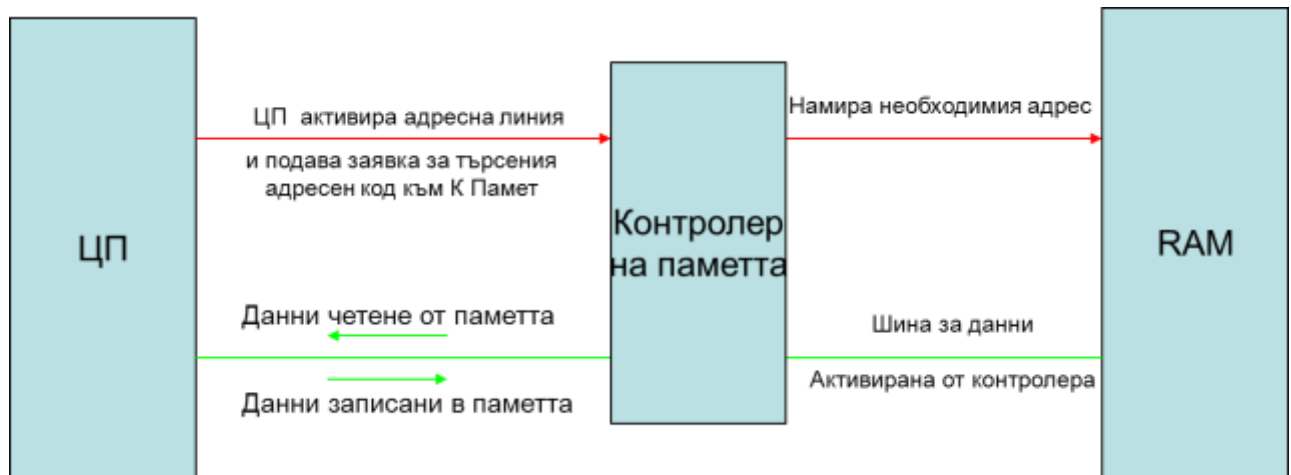 ЦП
ЦП активира адресна линия
и подава заявка за търсения
адресен код към К Памет
Данни четене от паметта
Данни записани в паметта
Контролер
на паметта
Намира необходимия адрес
Шина за данни
Активирана от контролера
RAM